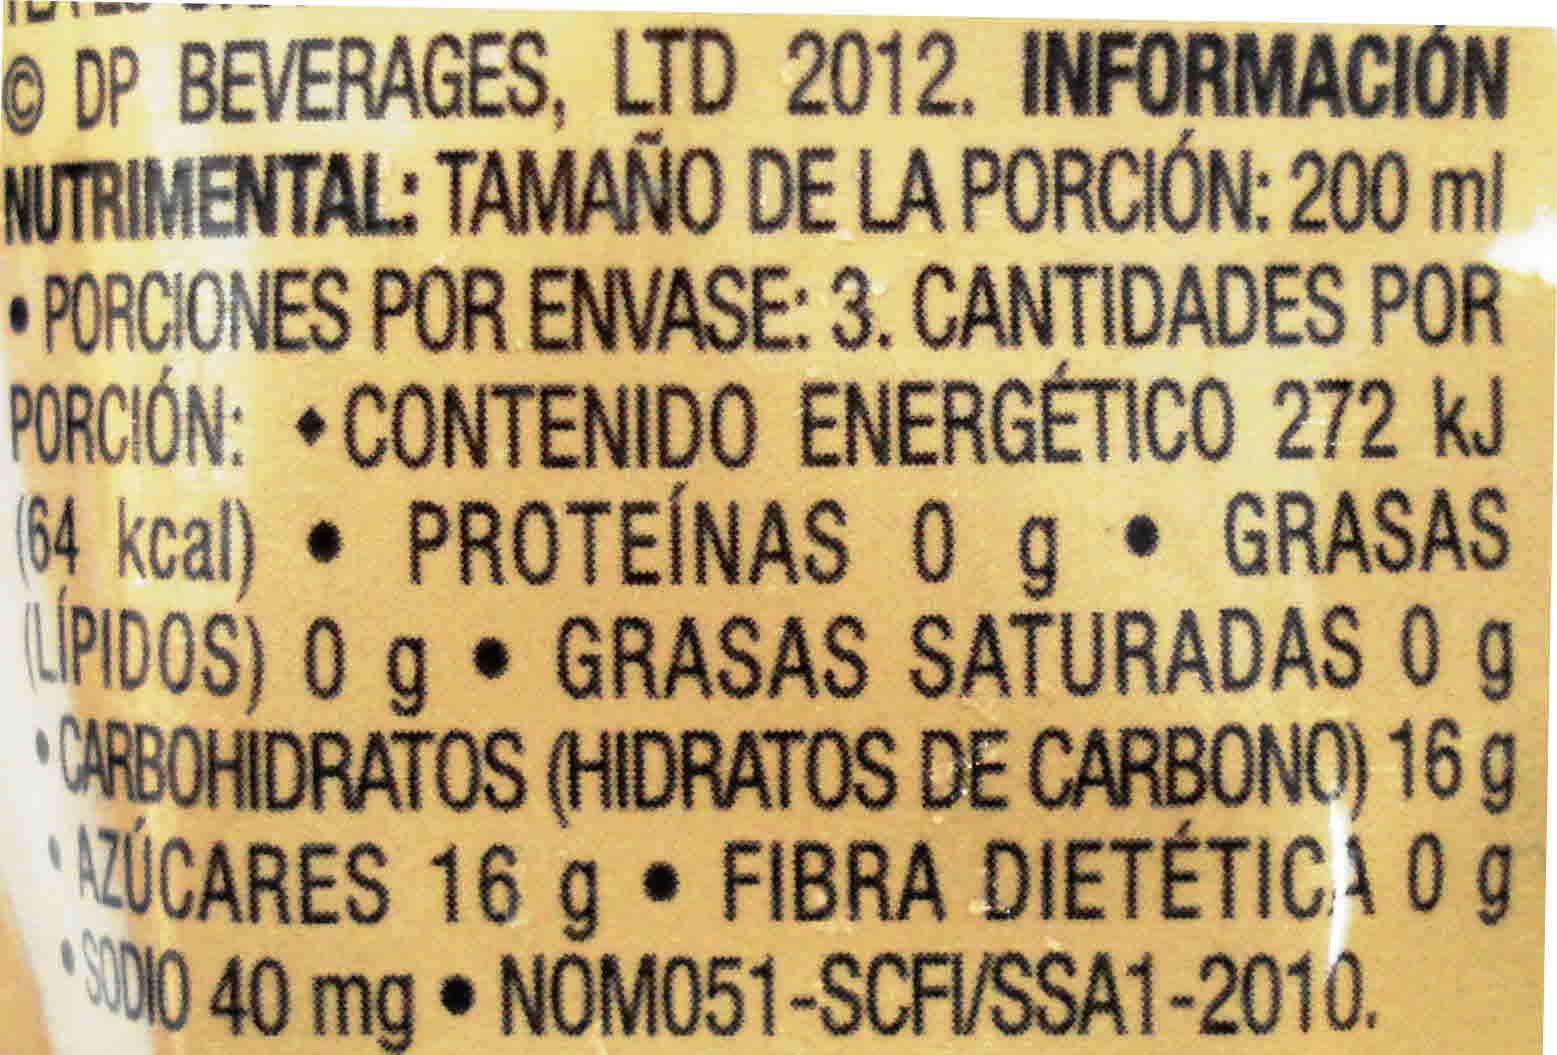 © DP BEVERAGES, LTD 2012. INFORMACIÓN
NUTRIMENTAL: TAMAÑO DE LA PORCIÓN: 200 ml
• PORCIONES POR ENVASE: 3. CANTIDADES POR
PORCIÓN: ♦CONTENIDO ENERGÉTICO 272 kJ
(64 kcal) • PROTEÍNAS 0 g • GRASAS
(LÍPIDOS) 0 g • GRASAS SATURADAS 0 g
• CARBOHIDRATOS (HIDRATOS DE CARBONO) 16 g
• AZÚCARES 16 g • FIBRA DIETÉTICA 0 g
• SODIO 40 mg • NOM051-SCFI/SSA1-2010.